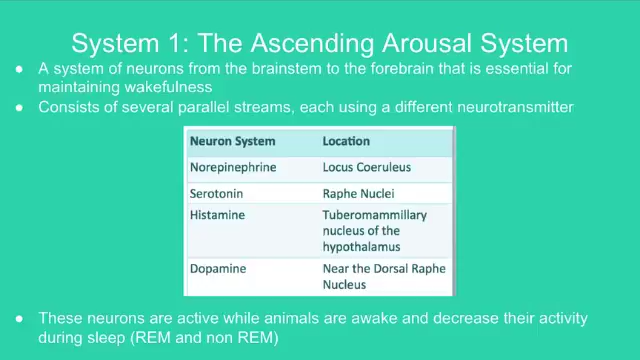 System 1: The Ascending Arousal System
● A system of neurons from the brainstem to the forebrain that is essential for
maintaining wakefulness
● Consists of several parallel streams, each using a different neurotransmitter
Neuron System Location
Norepinephrine Locus Coeruleus
Serotonin Raphe Nuclei
Histamine Tuberomammillary
nucleus of the
hypothalamus
Dopamine Near the Dorsal Raphe
Nucleus
● These neurons are active while animals are awake and decrease their activity
during sleep (REM and non REM)